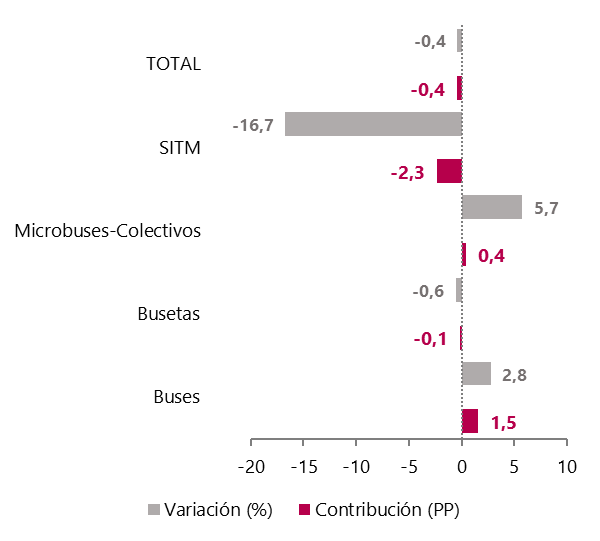 -0,4
TOTAL
-0,4
-16,7
SITM
-2,3
5,7
Microbuses-Colectivos
0,4
-0,6
Busetas
-0,1
2,8
Buses
1,5
-20 -15 -10 -5 0 5 10
Variación (%) Contribución (PP)